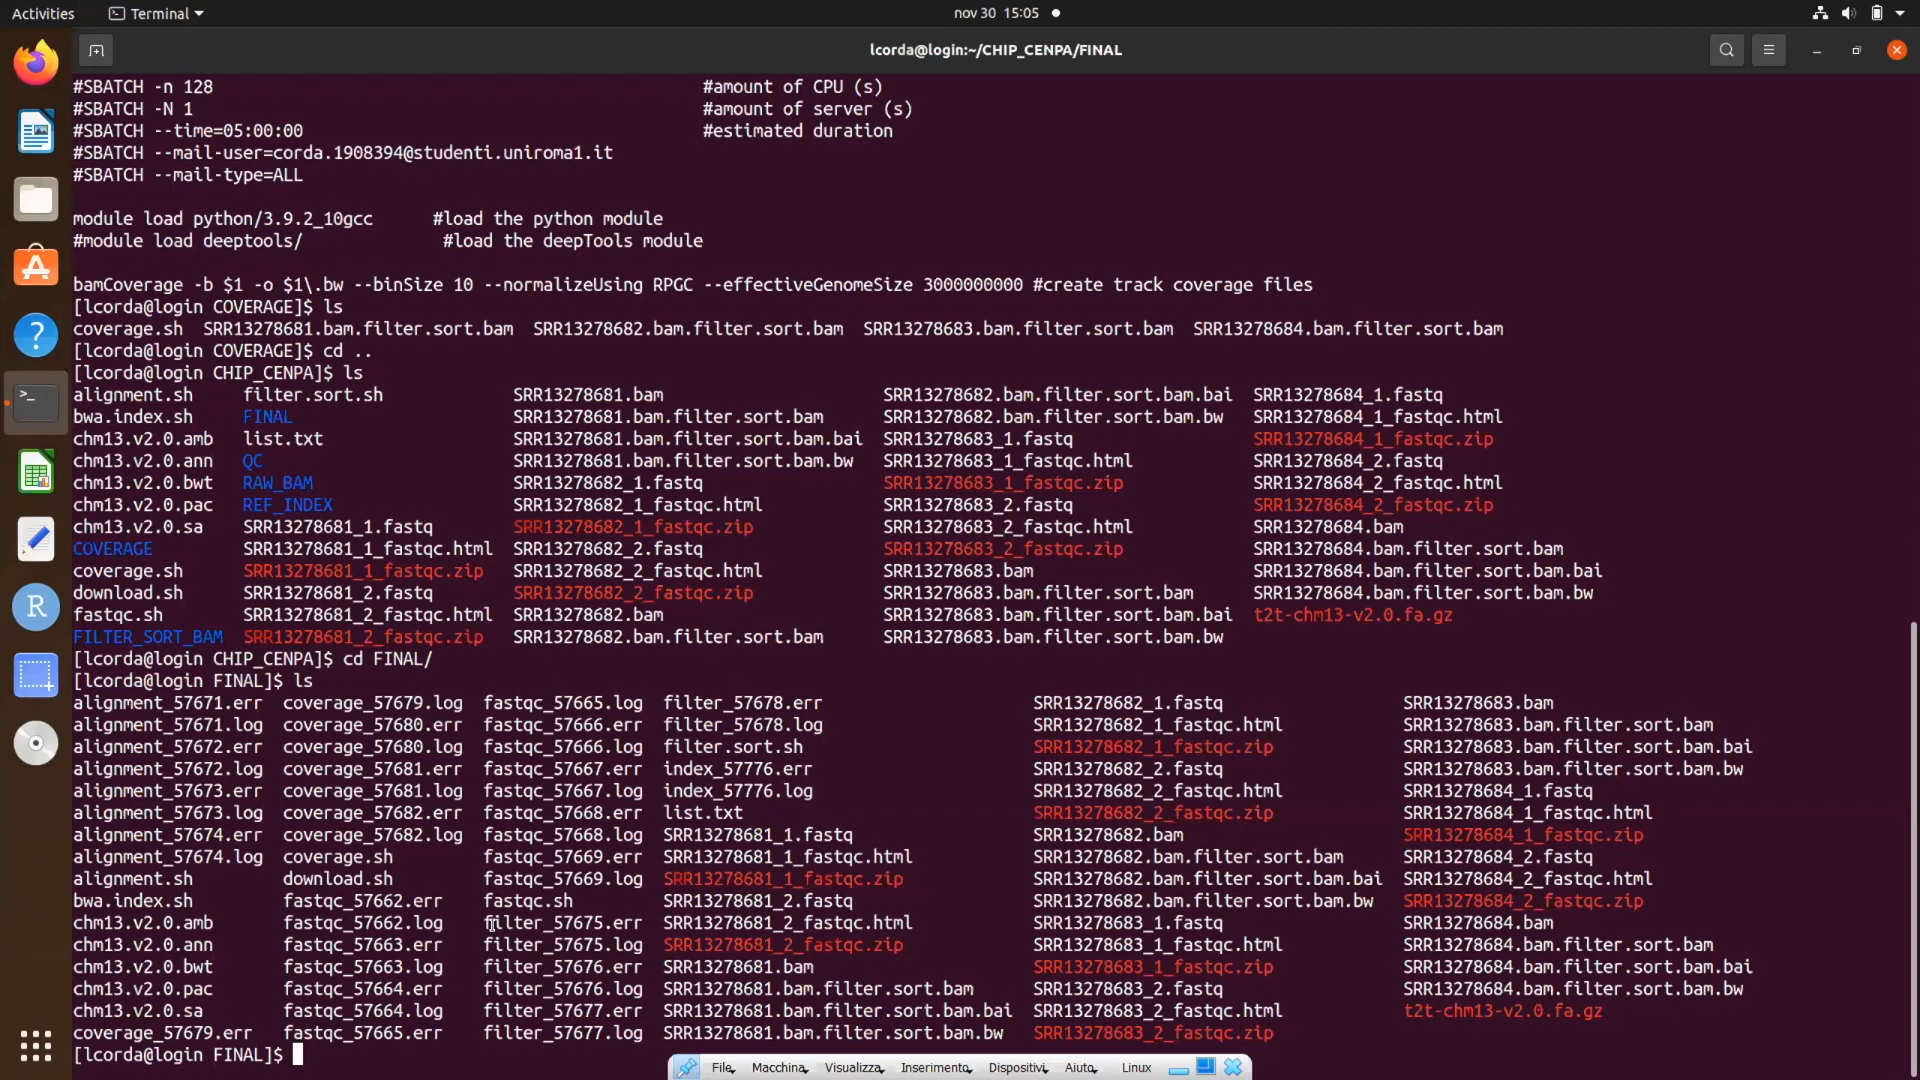 Activities Terminal nov 30 15:05
lcorda@login:~/CHIP_CENPA/FINAL
#SBATCH -n 128 #amount of CPU (s)
#SBATCH -N 1 #amount of server (s)
#SBATCH --time=05:00:00 #estimated duration
#SBATCH --mail-user=corda.1908394@studenti.uniroma1.it
#SBATCH --mail-type=ALL
module load python/3.9.2_10gcc #load the python module
#module load deeptools/ #load the deepTools module
bamCoverage -b $1 -o $1\.bw --binSize 10 --normalizeUsing RPGC --effectiveGenomeSize 3000000000 #create track coverage files
[lcorda@login COVERAGE]$ ls
coverage.sh SRR13278681.bam.filter.sort.bam SRR13278682.bam.filter.sort.bam SRR13278683.bam.filter.sort.bam SRR13278684.bam.filter.sort.bam
[lcorda@login COVERAGE]$ cd ..
[lcorda@login CHIP_CENPA]$ ls
alignment.sh filter.sort.sh SRR13278681.bam SRR13278682.bam.filter.sort.bam.bai SRR13278684_1.fastq
bwa.index.sh FINAL SRR13278681.bam.filter.sort.bam SRR13278682.bam.filter.sort.bam.bw SRR13278684_1_fastqc.html
chm13.v2.0.amb list.txt SRR13278681.bam.filter.sort.bam.bai SRR13278683_1.fastq SRR13278684_1_fastqc.zip
chm13.v2.0.ann QC SRR13278681.bam.filter.sort.bam.bw SRR13278683_1_fastqc.html SRR13278684_2.fastq
chm13.v2.0.bwt RAW_BAM SRR13278682_1.fastq SRR13278683_1_fastqc.zip SRR13278684_2_fastqc.html
chm13.v2.0.pac REF_INDEX SRR13278682_1_fastqc.html SRR13278683_2.fastq SRR13278684_2_fastqc.zip
chm13.v2.0.sa SRR13278681_1.fastq SRR13278682_1_fastqc.zip SRR13278683_2_fastqc.html SRR13278684.bam
COVERAGE SRR13278681_1_fastqc.html SRR13278682_2.fastq SRR13278683_2_fastqc.zip SRR13278684.bam.filter.sort.bam
coverage.sh SRR13278681_1_fastqc.zip SRR13278682_2_fastqc.html SRR13278683.bam SRR13278684.bam.filter.sort.bam.bai
download.sh SRR13278681_2.fastq SRR13278682_2_fastqc.zip SRR13278683.bam.filter.sort.bam SRR13278684.bam.filter.sort.bam.bw
fastqc.sh SRR13278681_2_fastqc.html SRR13278682.bam SRR13278683.bam.filter.sort.bam.bai t2t-chm13-v2.0.fa.gz
FILTER_SORT_BAM SRR13278681_2_fastqc.zip SRR13278682.bam.filter.sort.bam SRR13278683.bam.filter.sort.bam.bw
[lcorda@login CHIP_CENPA]$ cd FINAL/
[lcorda@login FINAL]$ ls
alignment_57671.err coverage_57679.log fastqc_57665.log filter_57678.err SRR13278682_1.fastq SRR13278683.bam
alignment_57671.log coverage_57680.err fastqc_57666.err filter_57678.log SRR13278682_1_fastqc.html SRR13278683.bam.filter.sort.bam
alignment_57672.err coverage_57680.log fastqc_57666.log filter.sort.sh SRR13278682_1_fastqc.zip SRR13278683.bam.filter.sort.bam.bai
alignment_57672.log coverage_57681.err fastqc_57667.err index_57776.err SRR13278682_2.fastq SRR13278683.bam.filter.sort.bam.bw
alignment_57673.err coverage_57681.log fastqc_57667.log index_57776.log SRR13278682_2_fastqc.html SRR13278684_1.fastq
alignment_57673.log coverage_57682.err fastqc_57668.err list.txt SRR13278682_2_fastqc.zip SRR13278684_1_fastqc.html
alignment_57674.err coverage_57682.log fastqc_57668.log SRR13278681_1.fastq SRR13278682.bam SRR13278684_1_fastqc.zip
alignment_57674.log coverage.sh fastqc_57669.err SRR13278681_1_fastqc.html SRR13278682.bam.filter.sort.bam SRR13278684_2.fastq
alignment.sh download.sh fastqc_57669.log SRR13278681_1_fastqc.zip SRR13278682.bam.filter.sort.bam.bai SRR13278684_2_fastqc.html
bwa.index.sh fastqc_57662.err fastqc.sh SRR13278681_2.fastq SRR13278682.bam.filter.sort.bam.bw SRR13278684_2_fastqc.zip
chm13.v2.0.amb fastqc_57662.log filter_57675.err SRR13278681_2_fastqc.html SRR13278683_1.fastq SRR13278684.bam
chm13.v2.0.ann fastqc_57663.err filter_57675.log SRR13278681_2_fastqc.zip SRR13278683_1_fastqc.html SRR13278684.bam.filter.sort.bam
chm13.v2.0.bwt fastqc_57663.log filter_57676.err SRR13278681.bam SRR13278683_1_fastqc.zip SRR13278684.bam.filter.sort.bam.bai
chm13.v2.0.pac fastqc_57664.err filter_57676.log SRR13278681.bam.filter.sort.bam SRR13278683_2.fastq SRR13278684.bam.filter.sort.bam.bw
chm13.v2.0.sa fastqc_57664.log filter_57677.err SRR13278681.bam.filter.sort.bam.bai SRR13278683_2_fastqc.html t2t-chm13-v2.0.fa.gz
coverage_57679.err fastqc_57665.err filter_57677.log SRR13278681.bam.filter.sort.bam.bw SRR13278683_2_fastqc.zip
[lcorda@login FINAL]$
File Macchina Visualizza Inserimento Dispositivi Aiuto Linux